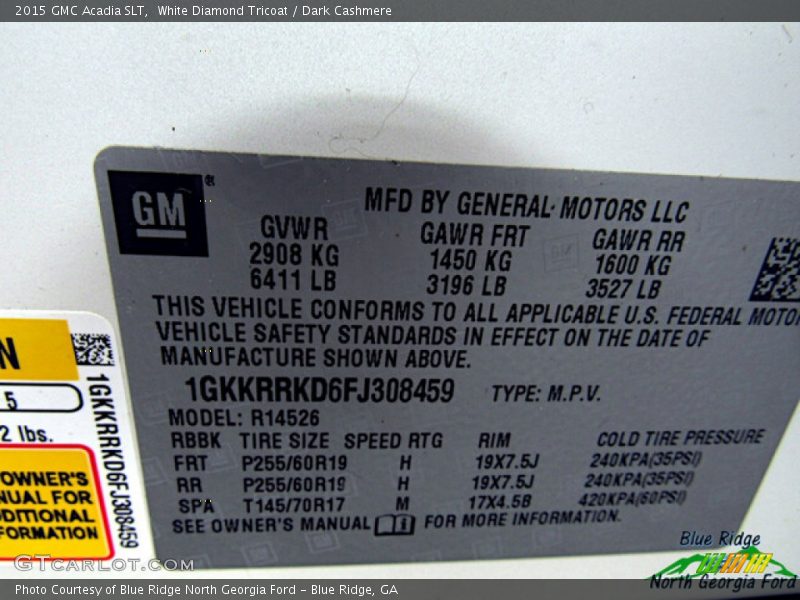 2015 GMC Acadia SLT,  White Diamond Tricoat / Dark Cashmere
GM®
MFD BY GENERAL MOTORS LLC
GVWR GAWR FRT GAWR RR
2908 KG 1450 KG 1600 KG
6411 LB 3196 LB 3527 LB
THIS VEHICLE CONFORMS TO ALL APPLICABLE U.S. FEDERAL MOTOR
VEHICLE SAFETY STANDARDS IN EFFECT ON THE DATE OF
MANUFACTURE SHOWN ABOVE.
1GKKRRKD6FJ308459 TYPE: M.P.V.
MODEL: R14526
RBBK TIRE SIZE SPEED RTG RIM COLD TIRE PRESSURE
FRT P255/60R19 H 19X7.5J 240KPA(35PSI)
RR P255/60R19 H 19X7.5J 240KPA(35PSI)
SPA T145/70R17 M 17X4.5B 420KPA(60PSI)
SEE OWNER'S MANUAL FOR MORE INFORMATION.
N
5
2 lbs.
OWNER'S
NUAL FOR
DDITIONAL
FORMATION
1GKKRRKD6FJ308459
GTCarLot.com
Blue Ridge
North Georgia Ford
Photo Courtesy of Blue Ridge North Georgia Ford – Blue Ridge, GA